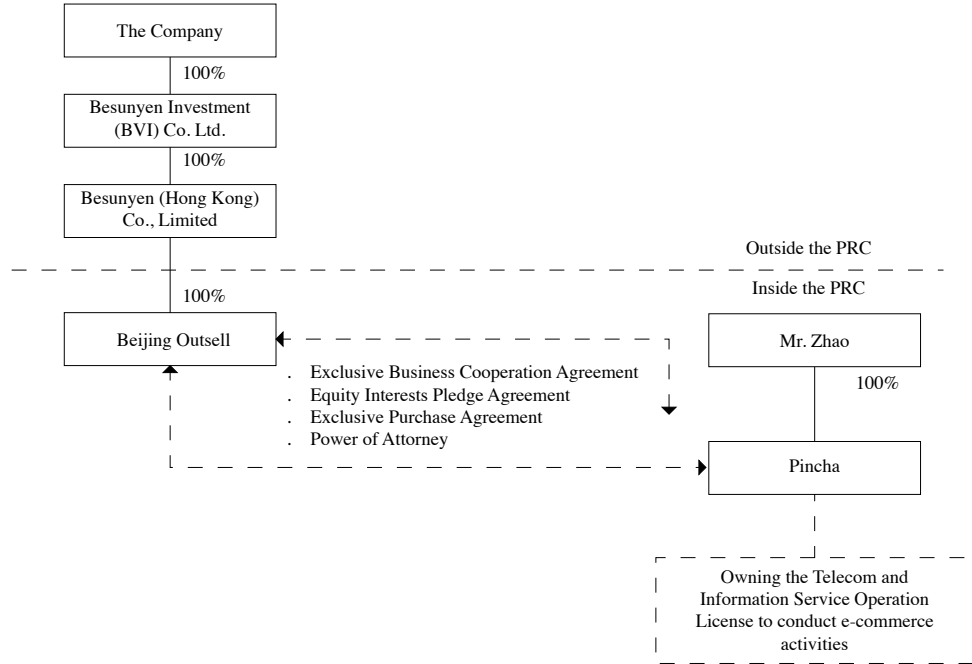 The Company
100%
Besunyen Investment
(BVI) Co. Ltd.
100%
Besunyen (Hong Kong)
Co., Limited
Outside the PRC
Inside the PRC
100%
Beijing Outsell
Mr. Zhao
. Exclusive Business Cooperation Agreement
. Equity Interests Pledge Agreement
. Exclusive Purchase Agreement
. Power of Attorney
100%
Pincha
Owning the Telecom and
Information Service Operation
License to conduct e-commerce
activities